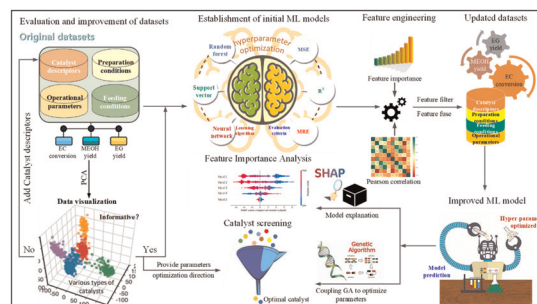 Evaluation and improvement of datasets
Original datasets
Catalyst
descriptors
Preparation
conditions
Operational
parameters
Feeding
conditions
EC
conversion
MEOH
yield
EG
yield
Add Catalyst descriptors
PCA
Data visualization
Informative?
No
Yes
Various types of
catalysts
Establishment of initial ML models
hyperparameter
optimization
Random
forest
Support
vector
Neural
network
Learning
algorithm
Evaluation
criteria
MSE
R²
MRE
Feature Importance Analysis
SHAP
Model explanation
Catalyst screening
Provide parameters
optimization direction
Optimal catalyst
Genetic
Algorithm
Coupling GA to optimize
parameters
Feature engineering
Feature importance
Feature filter
Feature fuse
Pearson correlation
Updated datasets
EG
yield
MEOH
yield
EC
conversion
Catalyst
descriptors
Preparation
conditions
Feeding
conditions
Operational
parameters
Improved ML model
Hyper param
optimized
Model
prediction